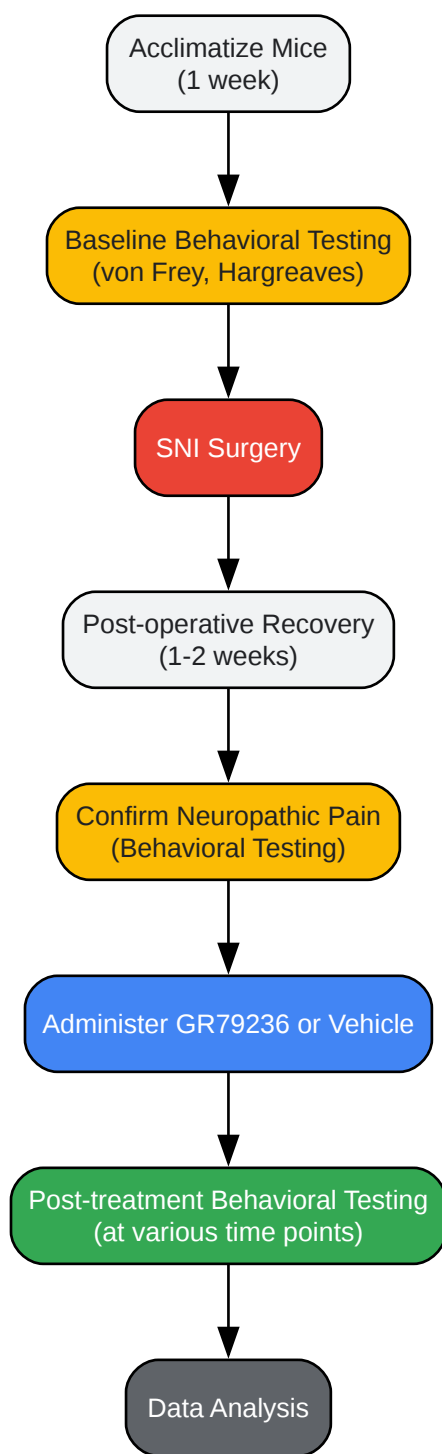 Acclimatize Mice
(1 week)
Baseline Behavioral Testing
(von Frey, Hargreaves)
SNI Surgery
Post-operative Recovery
(1-2 weeks)
Confirm Neuropathic Pain
(Behavioral Testing)
Administer GR79236 or Vehicle
Post-treatment Behavioral Testing
(at various time points)
Data Analysis